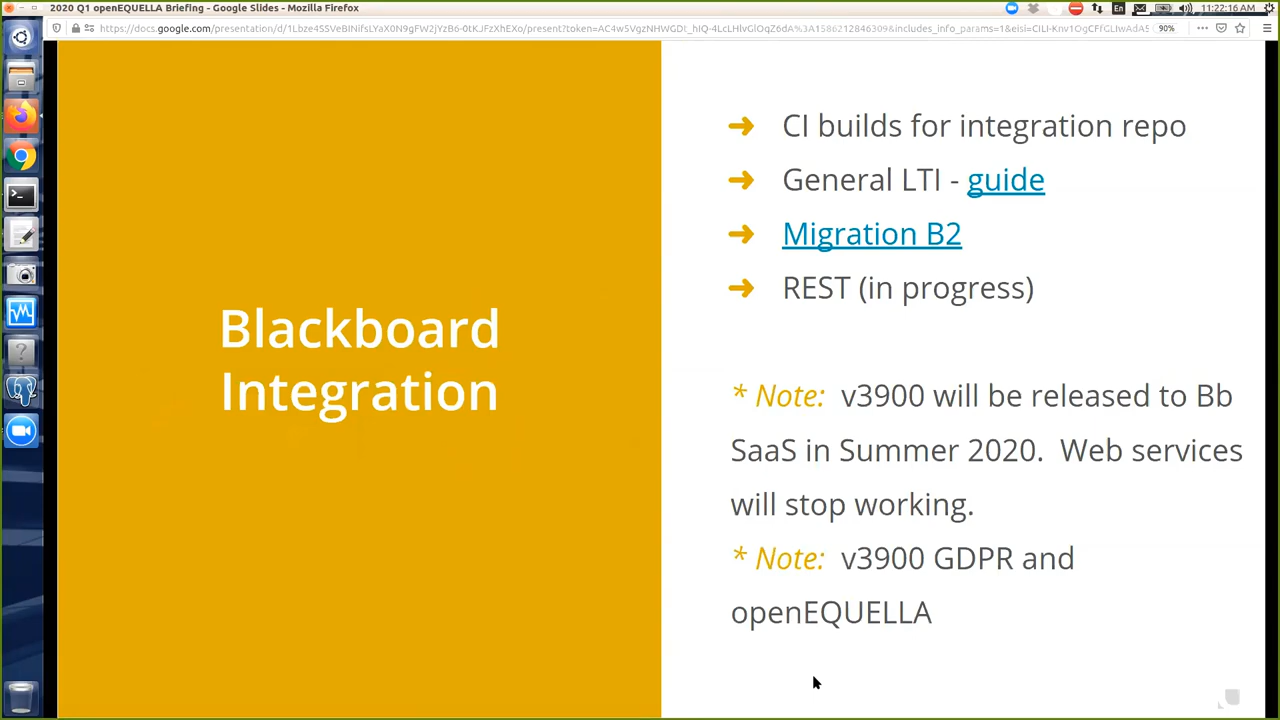 2020 Q1 openEQUELLA Briefing - Google Slides - Mozilla Firefox
En
11:22:16 AM
90%
CI builds for integration repo
General LTI - guide
Migration B2
REST (in progress)
Blackboard
Integration
* Note: v3900 will be released to Bb
SaaS in Summer 2020. Web services
will stop working.
* Note: v3900 GDPR and
openEQUELLA